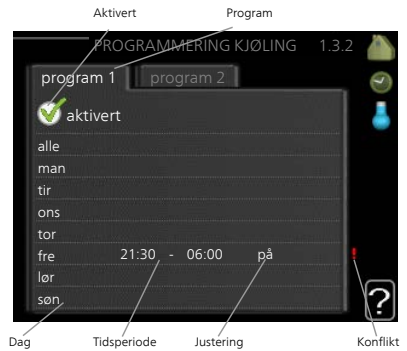 Aktivert Program
PROGRAMMERING KJØLING 1.3.2
program 1 program 2
aktivert
alle
man
tir
ons
tor
fre 21:30 - 06:00 på !
lør
søn
?
Dag Tidsperiode Justering Konflikt